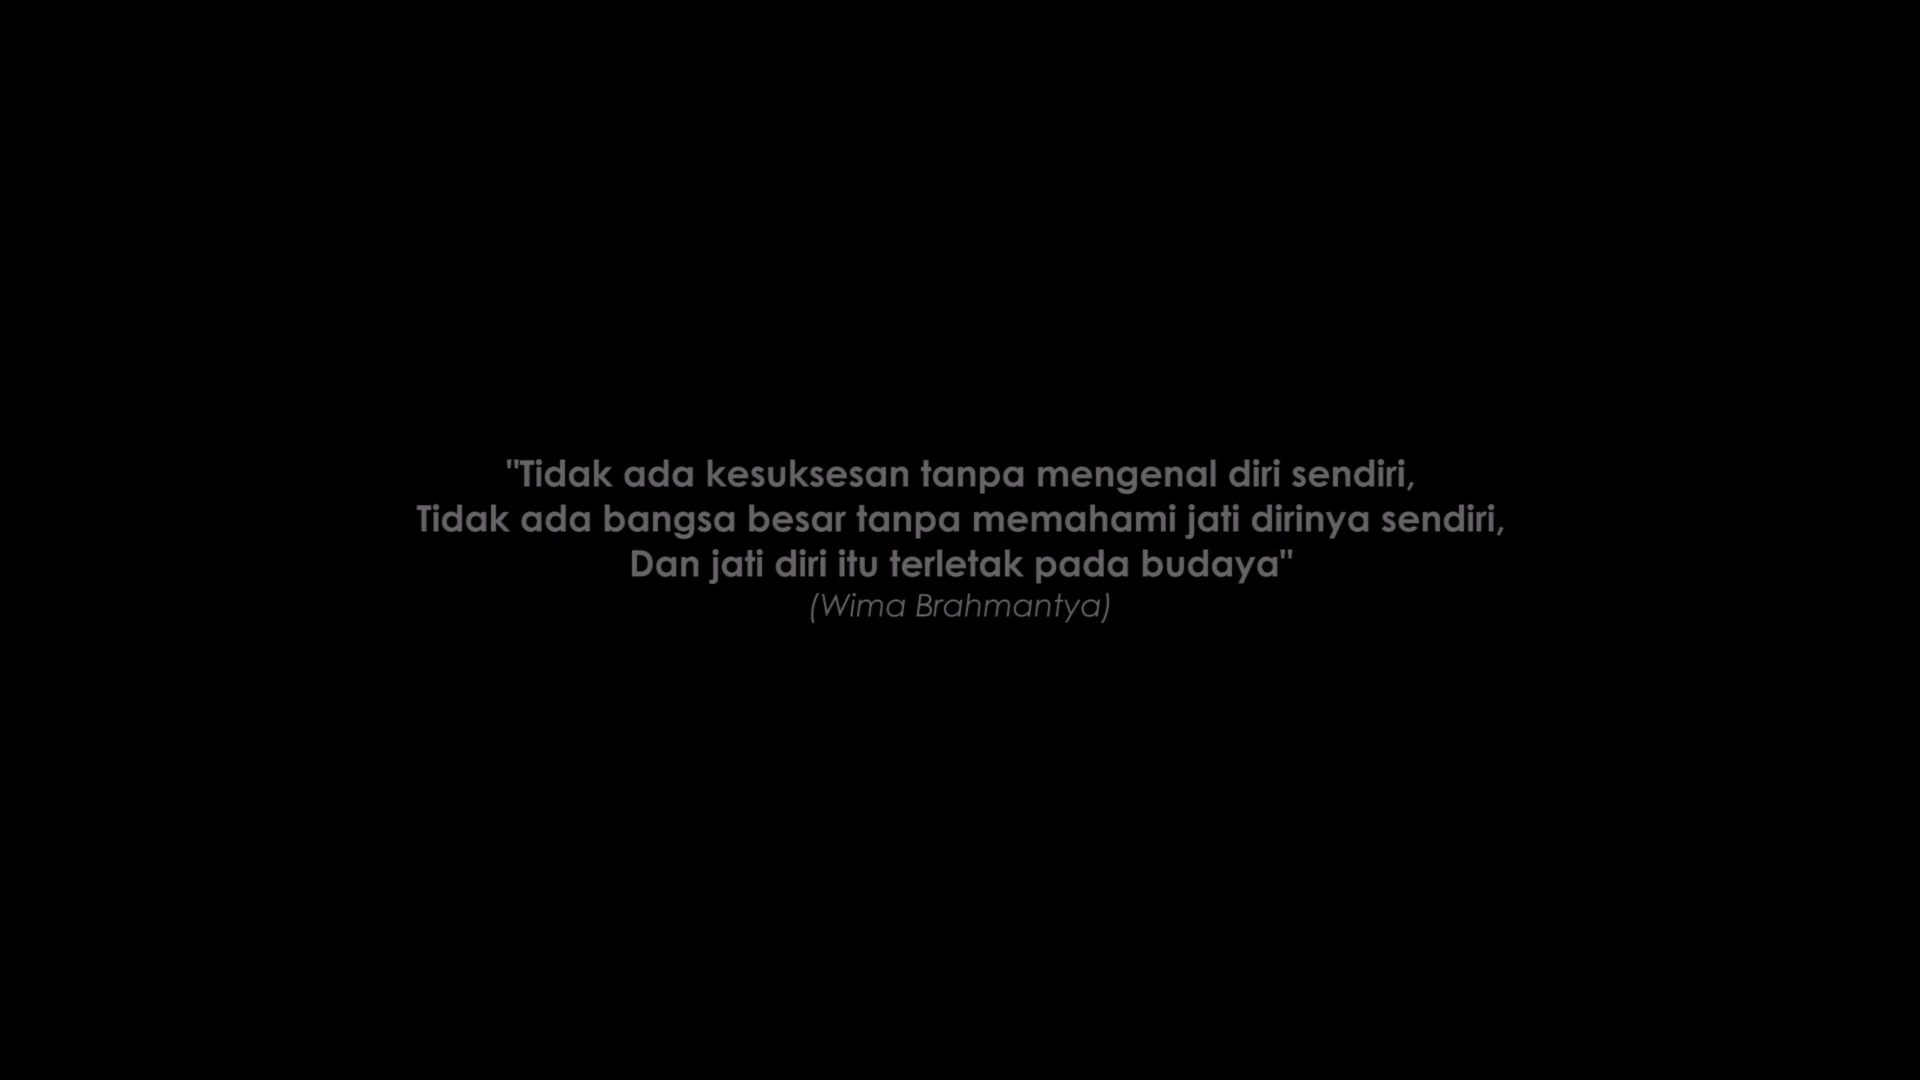 "Tidak ada kesuksesan tanpa mengenal diri sendiri,
Tidak ada bangsa besar tanpa memahami jati dirinya sendiri,
Dan jati diri itu terletak pada budaya"
(Wima Brahmantya)